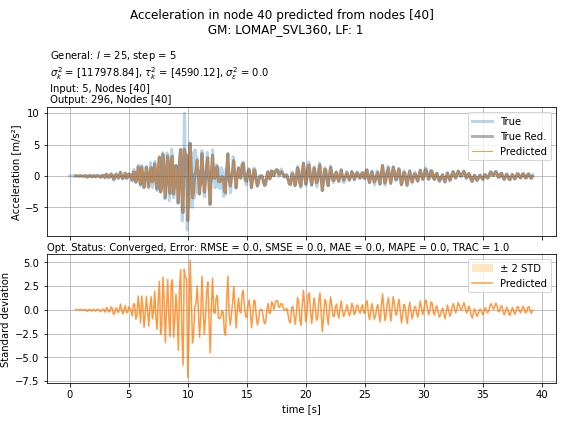 Acceleration in node 40 predicted from nodes [40]
GM: LOMAP_SVL360, LF: 1
General: l = 25, step = 5
σ²ₖ = [117978.84], τ²ₖ = [4590.12], σ²ε = 0.0
Input: 5, Nodes [40]
Output: 296, Nodes [40]
Acceleration [m/s²]
10
5
0
−5
True
True Red.
Predicted
Opt. Status: Converged, Error: RMSE = 0.0, SMSE = 0.0, MAE = 0.0, MAPE = 0.0, TRAC = 1.0
Standard deviation
5.0
2.5
0.0
−2.5
−5.0
−7.5
± 2 STD
Predicted
0 5 10 15 20 25 30 35 40
time [s]